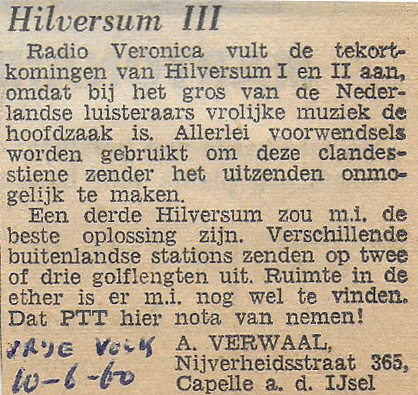 Hilversum III
Radio Veronica vult de tekort-
komingen van Hilversum I en II aan,
omdat bij het gros van de Neder-
landse luisteraars vrolijke muziek de
hoofdzaak is. Allerlei voorwendsels
worden gebruikt om deze clandes-
stiene zender het uitzenden onmo-
gelijk te maken.
Een derde Hilversum zou m.i. de
beste oplossing zijn. Verschillende
buitenlandse stations zenden op twee
of drie golflengten uit. Ruimte in de
ether is er m.i. nog wel te vinden.
Dat PTT hier nota van nemen!
A. VERWAAL,
Nijverheidsstraat 365,
Capelle a. d. IJsel
VRIJE VOLK
10-6-60